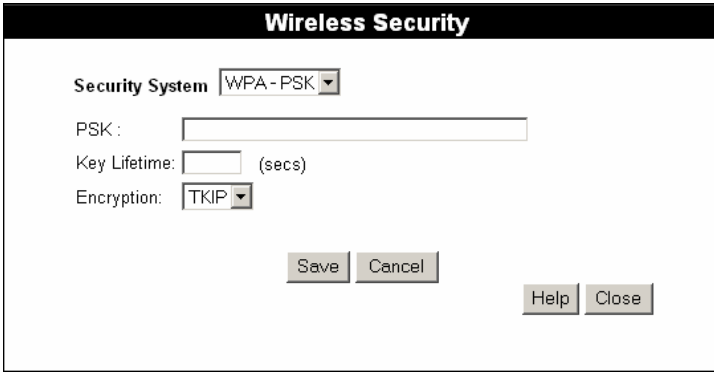 Wireless Security
Security System WPA-PSK
PSK :
Key Lifetime: (secs)
Encryption: TKIP
Save Cancel
Help Close